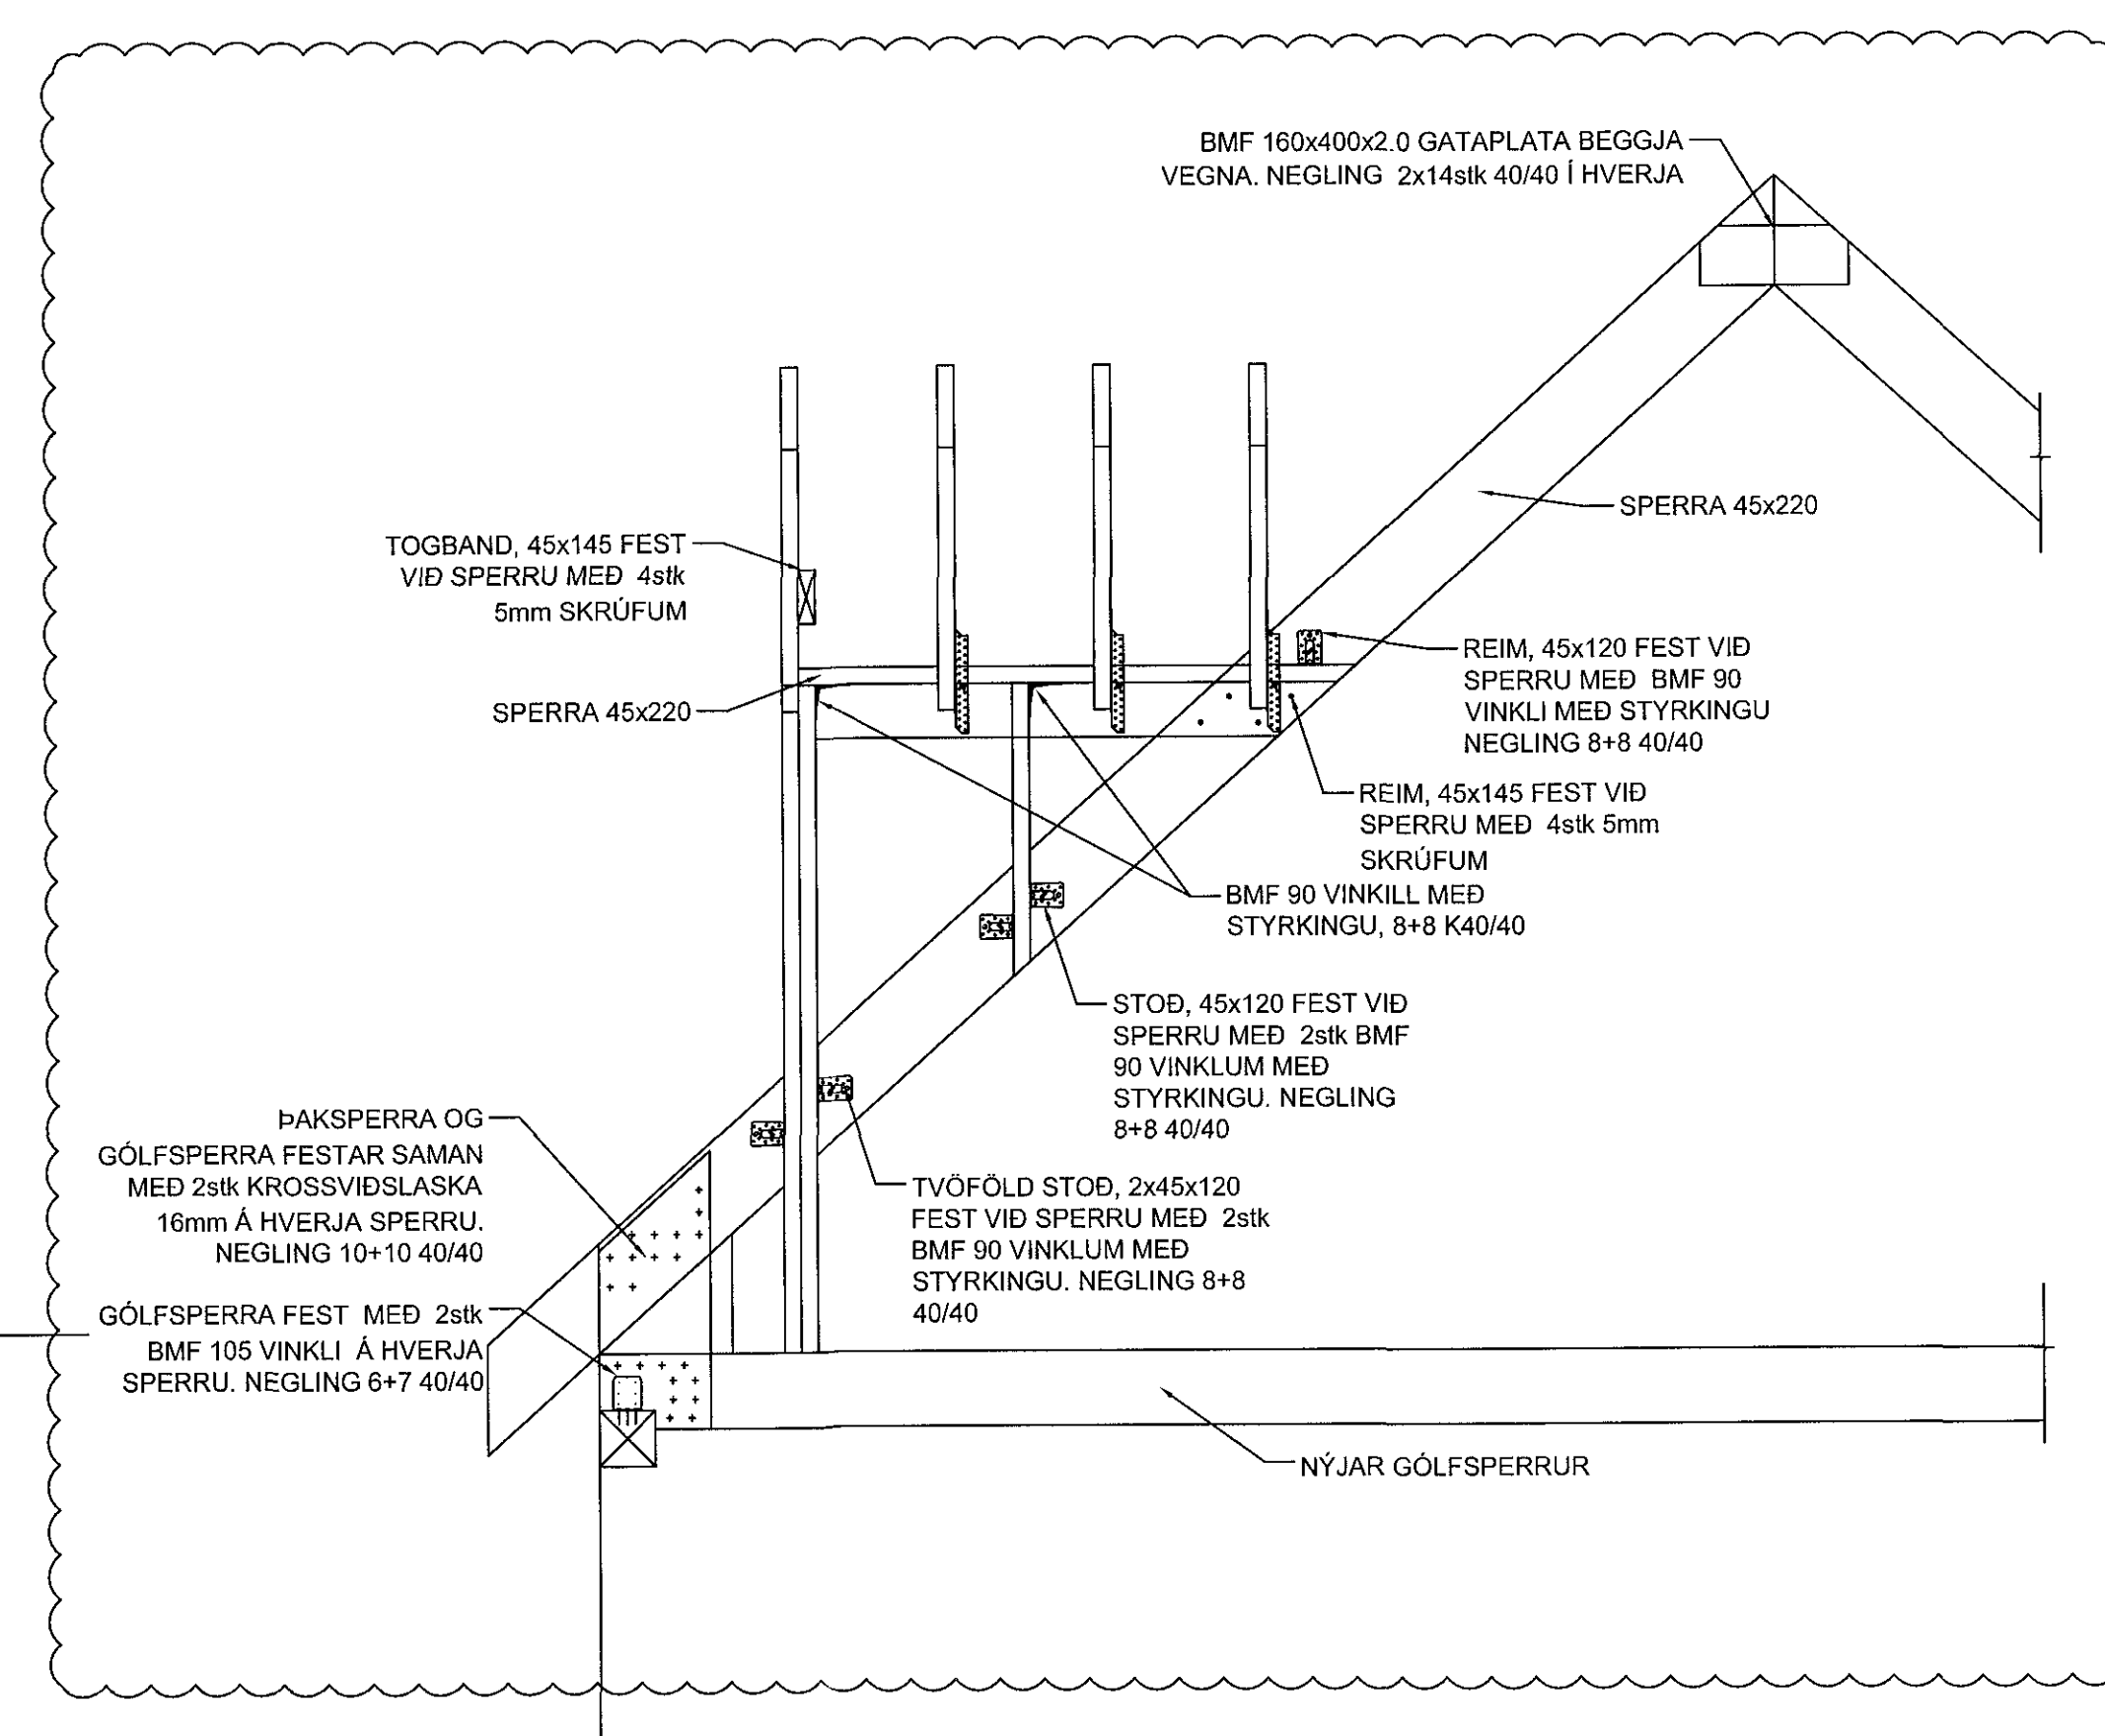 BMF 160x400x2.0 GATAPLATA BEGGJA
VEGNA. NEGLING 2x14stk 40/40 Í HVERJA
SPERRA 45x220
TOGBAND, 45x145 FEST
VIÐ SPERRU MEÐ 4stk
5mm SKRÚFUM
SPERRA 45x220
REIM, 45x120 FEST VIÐ
SPERRU MEÐ BMF 90
VINKLI MEÐ STYRKINGU
NEGLING 8+8 40/40
REIM, 45x145 FEST VIÐ
SPERRU MEÐ 4stk 5mm
SKRÚFUM
BMF 90 VINKILL MEÐ
STYRKINGU, 8+8 K40/40
STOÐ, 45x120 FEST VIÐ
SPERRU MEÐ 2stk BMF
90 VINKLUM MEÐ
STYRKINGU. NEGLING
8+8 40/40
TVÖFÖLD STOÐ, 2x45x120
FEST VIÐ SPERRU MEÐ 2stk
BMF 90 VINKLUM MEÐ
STYRKINGU. NEGLING 8+8
40/40
ÞAKSPERRA OG
GÓLFSPERRA FESTAR SAMAN
MEÐ 2stk KROSSVIÐSLASKA
16mm Á HVERJA SPERRU.
NEGLING 10+10 40/40
GÓLFSPERRA FEST MEÐ 2stk
BMF 105 VINKLI Á HVERJA
SPERRU. NEGLING 6+7 40/40
NÝJAR GÓLFSPERRUR